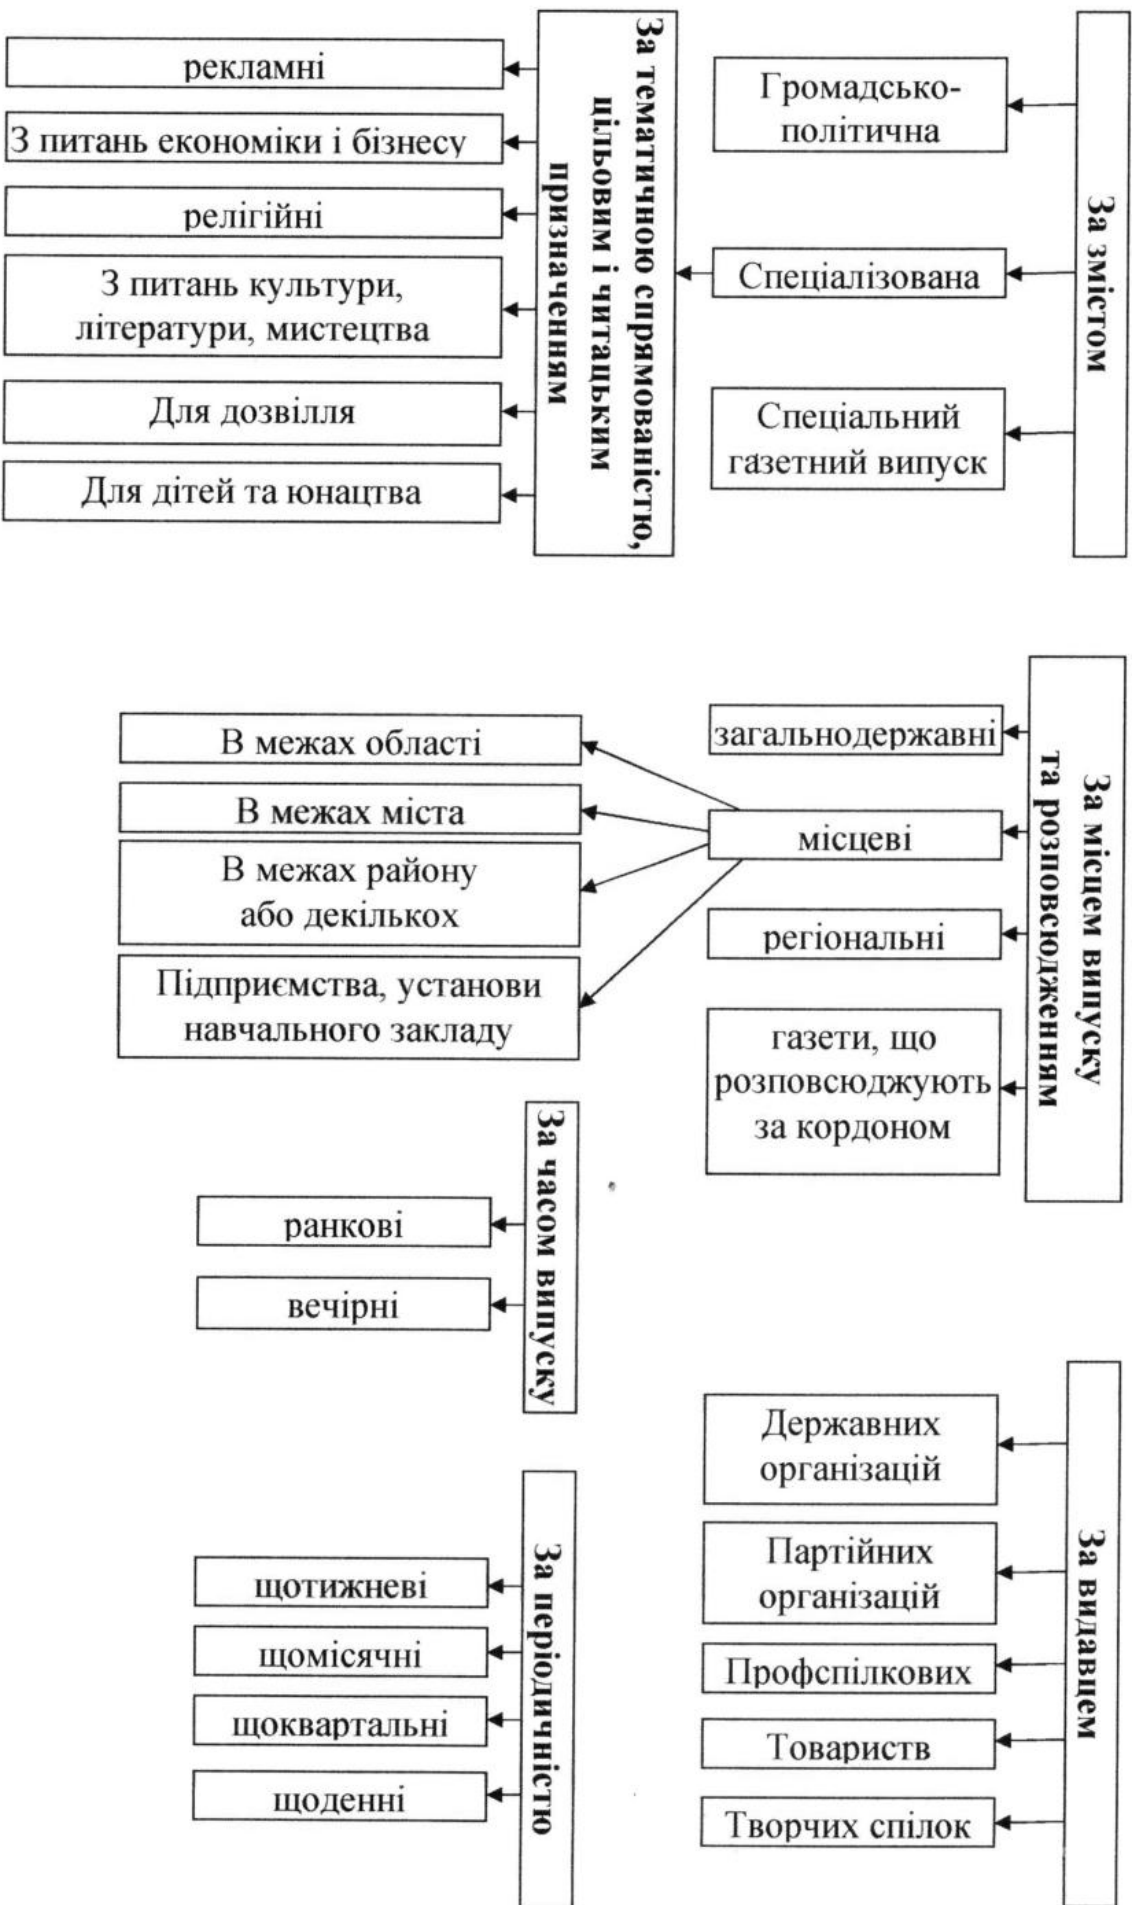 За змістом
Громадсько-
політична
Спеціалізована
Спеціальний
газетний випуск
За тематичною спрямованістю,
цільовим і читацьким
призначенням
рекламні
З питань економіки і бізнесу
релігійні
З питань культури,
літератури, мистецтва
Для дозвілля
Для дітей та юнацтва
За місцем випуску
та розповсюдженням
загальнодержавні
місцеві
регіональні
газети, що
розповсюджують
за кордоном
В межах області
В межах міста
В межах району
або декількох
Підприємства, установи
навчального закладу
За часом випуску
ранкові
вечірні
За видавцем
Державних
організацій
Партійних
організацій
Профспілкових
Товариств
Творчих спілок
За періодичністю
щотижневі
щомісячні
щоквартальні
щоденні